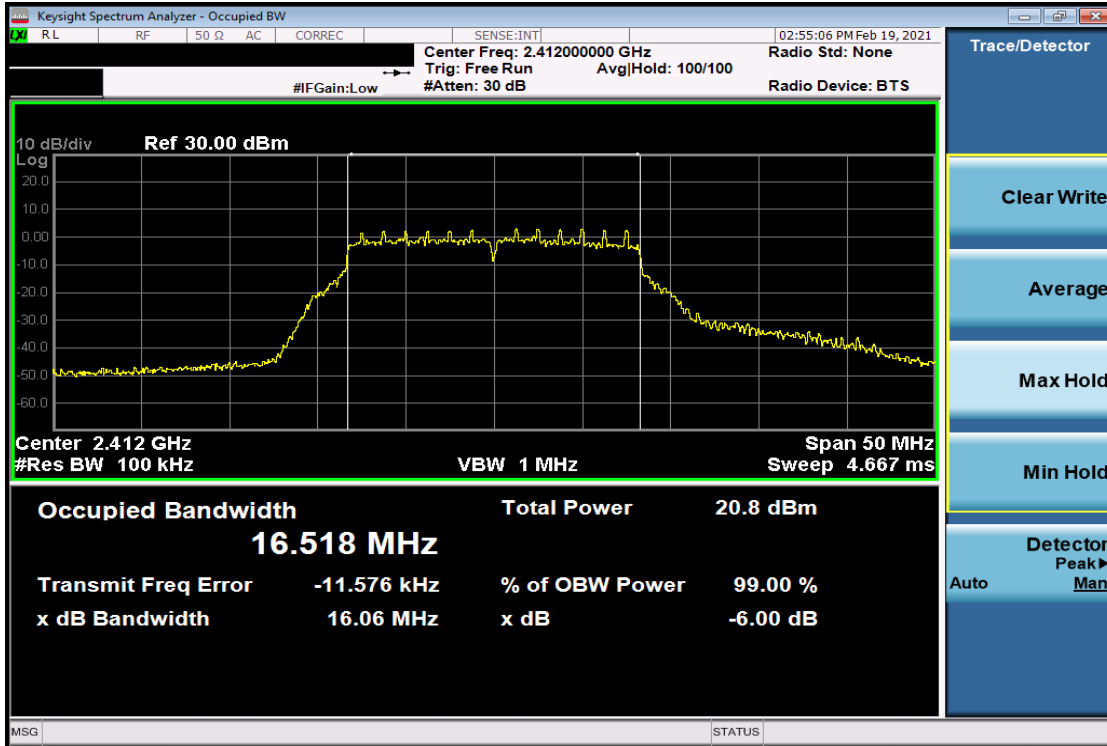 Keysight Spectrum Analyzer - Occupied BW
LXI RL RF 50 Ω AC CORREC SENSE:INT 02:55:06 PM Feb 19, 2021
Center Freq: 2.412000000 GHz Radio Std: None
Trig: Free Run Avg|Hold: 100/100
#IFGain:Low #Atten: 30 dB Radio Device: BTS
10 dB/div Ref 30.00 dBm
Log
20.0
10.0
0.00
-10.0
-20.0
-30.0
-40.0
-50.0
-60.0
Center 2.412 GHz Span 50 MHz
#Res BW 100 kHz VBW 1 MHz Sweep 4.667 ms
Occupied Bandwidth Total Power 20.8 dBm
16.518 MHz
Transmit Freq Error -11.576 kHz % of OBW Power 99.00 %
x dB Bandwidth 16.06 MHz x dB -6.00 dB
MSG STATUS
Trace/Detector
Clear Write
Average
Max Hold
Min Hold
Detector
Peak▶
Auto Man